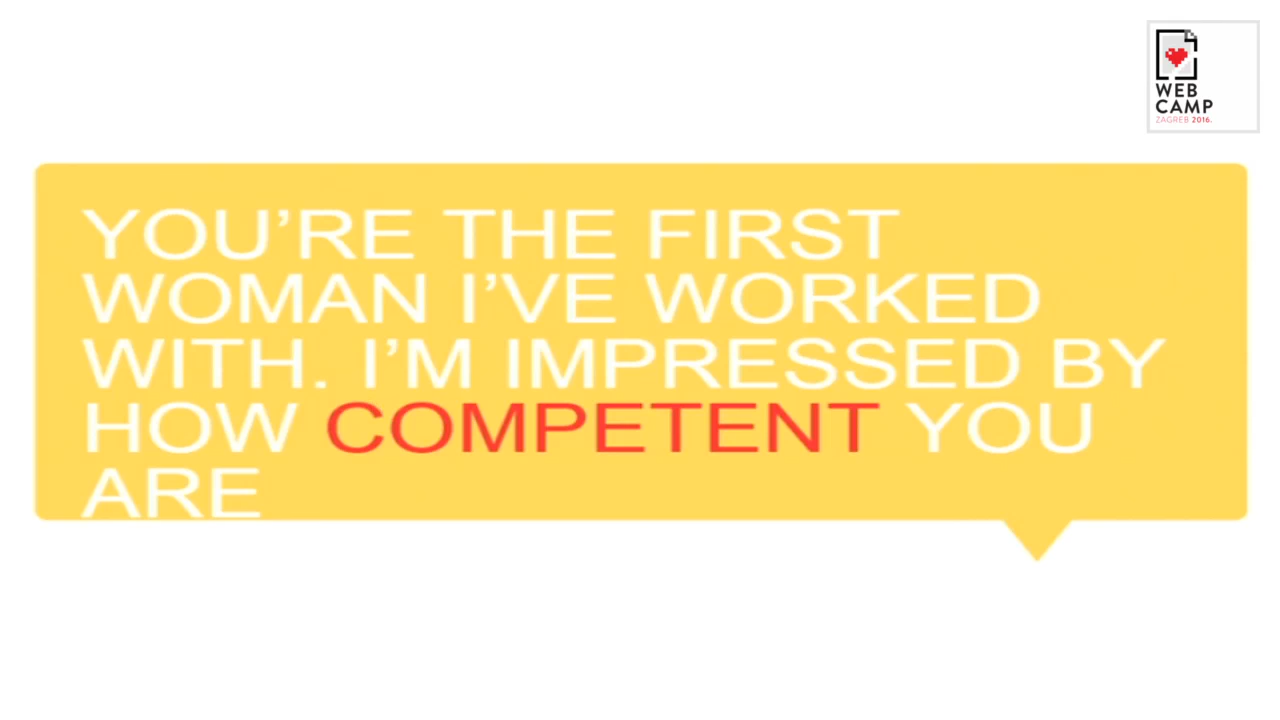 WEB
CAMP
ZAGREB 2016.
YOU’RE THE FIRST
WOMAN I’VE WORKED
WITH. I’M IMPRESSED BY
HOW COMPETENT YOU
ARE